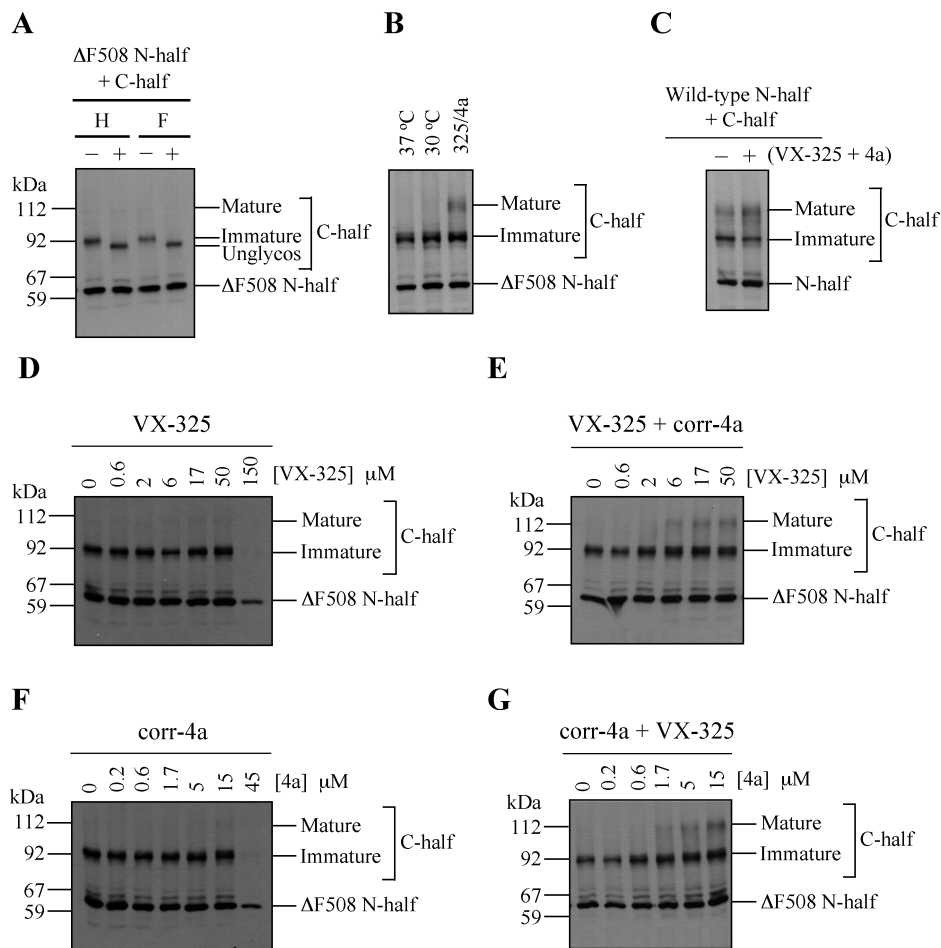 A
ΔF508 N-half
+ C-half
H F
− + − +
kDa
112
92
67
59
Mature
Immature
Unglycos
C-half
ΔF508 N-half
B
37 ºC
30 ºC
325/4a
Mature
Immature
C-half
ΔF508 N-half
C
Wild-type N-half
+ C-half
− + (VX-325 + 4a)
Mature
Immature
C-half
N-half
D
VX-325
0 0.6 2 6 17 50 150 [VX-325] μM
kDa
112
92
67
59
Mature
Immature
C-half
ΔF508 N-half
E
VX-325 + corr-4a
0 0.6 2 6 17 50 [VX-325] μM
kDa
112
92
67
59
Mature
Immature
C-half
ΔF508 N-half
F
corr-4a
0 0.2 0.6 1.7 5 15 45 [4a] μM
kDa
112
92
67
59
Mature
Immature
C-half
ΔF508 N-half
G
corr-4a + VX-325
0 0.2 0.6 1.7 5 15 [4a] μM
kDa
112
92
67
59
Mature
Immature
C-half
ΔF508 N-half